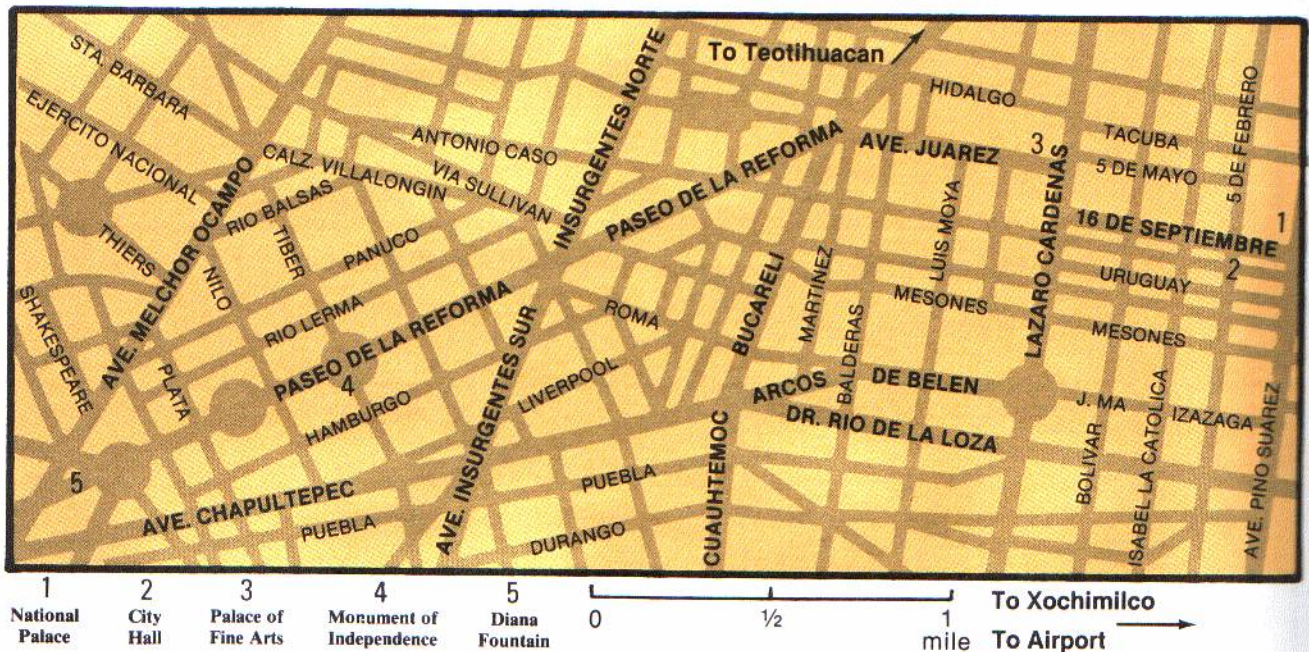 To Teotihuacan
STA. BARBARA
EJERCITO NACIONAL
THIERS
SHAKESPEARE
AVE. MELCHOR OCAMPO
CALZ. VILLALONGIN
ANTONIO CASO
VIA SULLIVAN
INSURGENTES NORTE
RIO BALSAS
TIBER
PANUCO
NILO
RIO LERMA
PLATA
PASEO DE LA REFORMA
4
HAMBURGO
5
AVE. CHAPULTEPEC
PUEBLA
AVE. INSURGENTES SUR
LIVERPOOL
ROMA
PUEBLA
DURANGO
PASEO DE LA REFORMA
BUCARELI
CUAUHTEMOC
MARTINEZ
BALDERAS
ARCOS DE BELEN
DR. RIO DE LA LOZA
HIDALGO
AVE. JUAREZ
3
LUIS MOYA
MESONES
LAZARO CARDENAS
TACUBA
5 DE MAYO
5 DE FEBRERO
16 DE SEPTIEMBRE
1
2
URUGUAY
MESONES
J. MA IZAZAGA
BOLIVAR
ISABEL LA CATOLICA
AVE. PINO SUAREZ
1
National
Palace
2
City
Hall
3
Palace of
Fine Arts
4
Monument of
Independence
5
Diana
Fountain
0 ½ 1
mile
To Xochimilco
To Airport